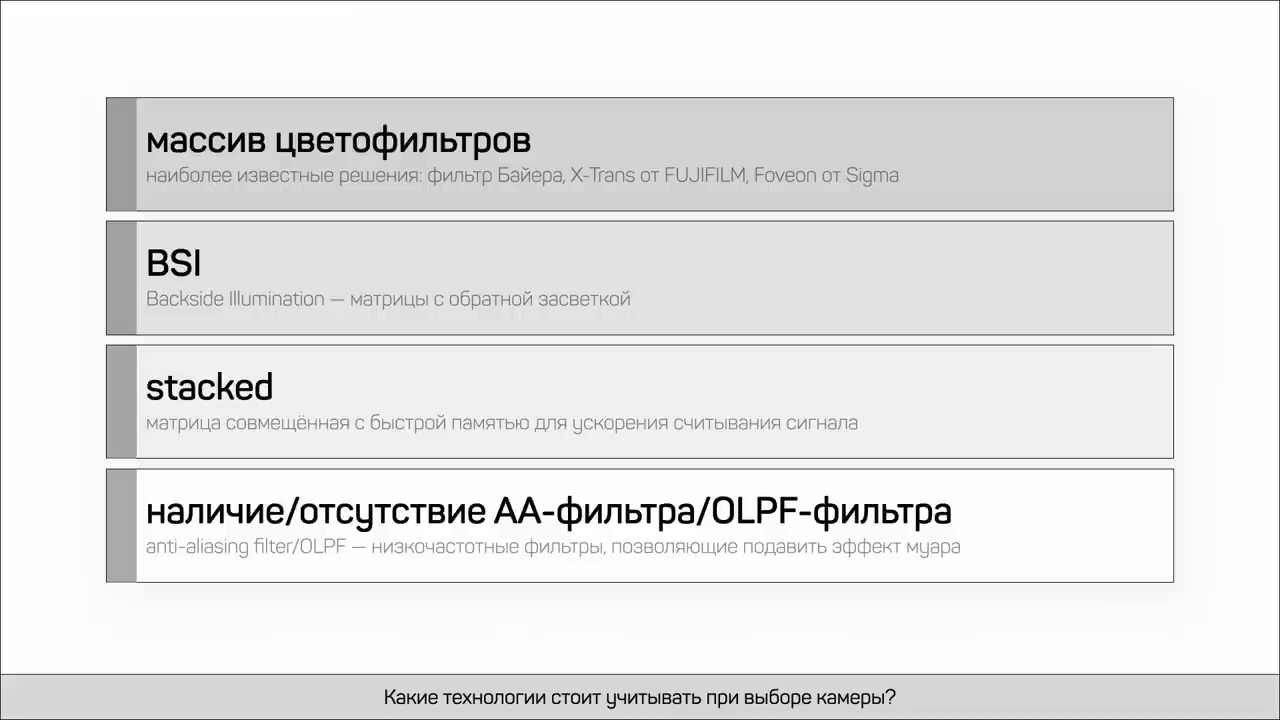 массив цветофильтров
наиболее известные решения: фильтр Байера, X-Trans от FUJIFILM, Foveon от Sigma
BSI
Backside Illumination — матрицы с обратной засветкой
stacked
матрица совмещённая с быстрой памятью для ускорения считывания сигнала
наличие/отсутствие АА-фильтра/OLPF-фильтра
anti-aliasing filter/OLPF — низкочастотные фильтры, позволяющие подавить эффект муара
Какие технологии стоит учитывать при выборе камеры?